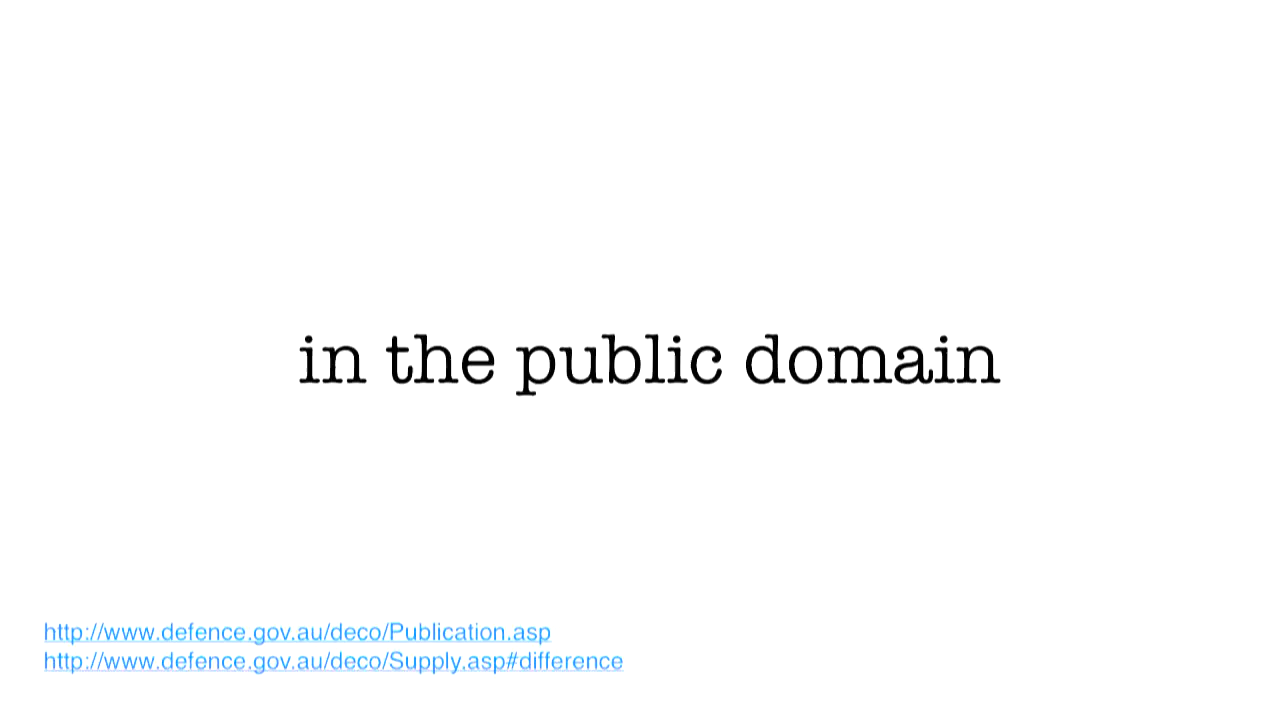 in the public domain
http://www.defence.gov.au/deco/Publication.asp
http://www.defence.gov.au/deco/Supply.asp#difference